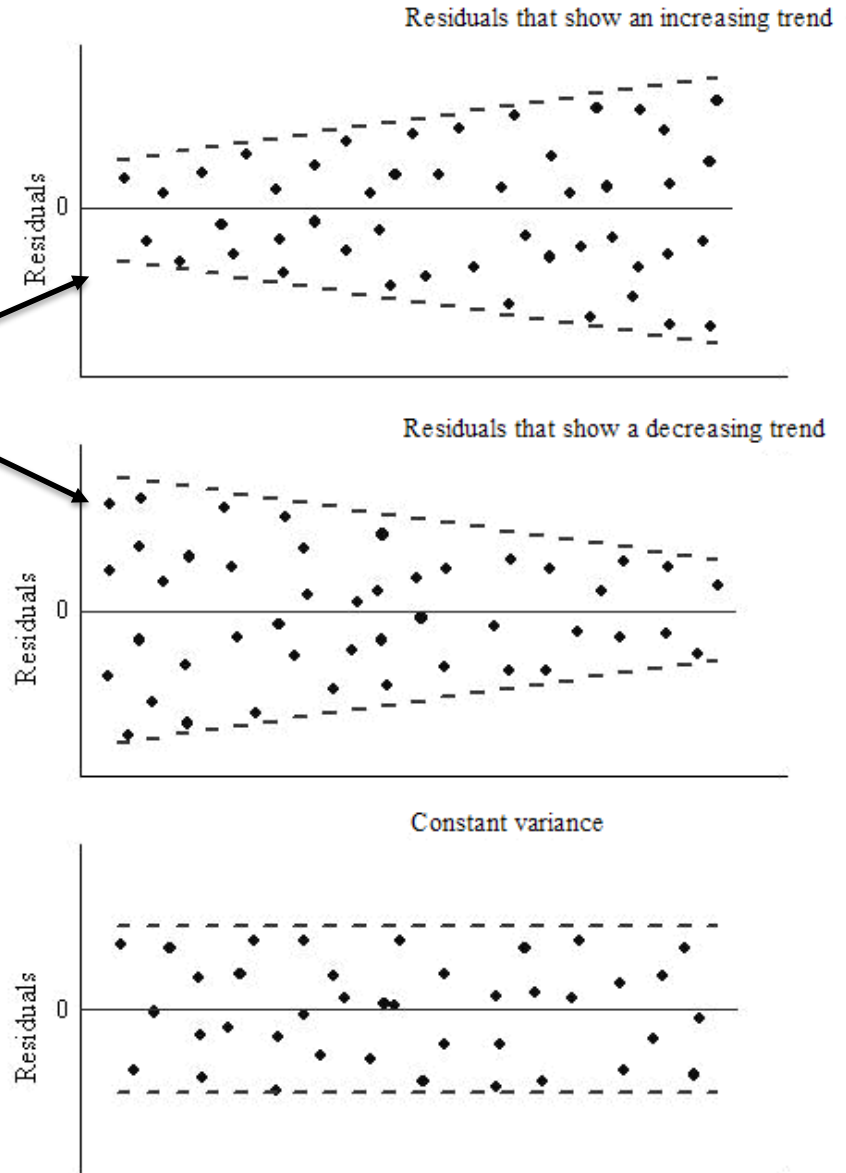 Residuals that show an increasing trend
Residuals
0
Residuals that show a decreasing trend
Residuals
0
Constant variance
Residuals
0